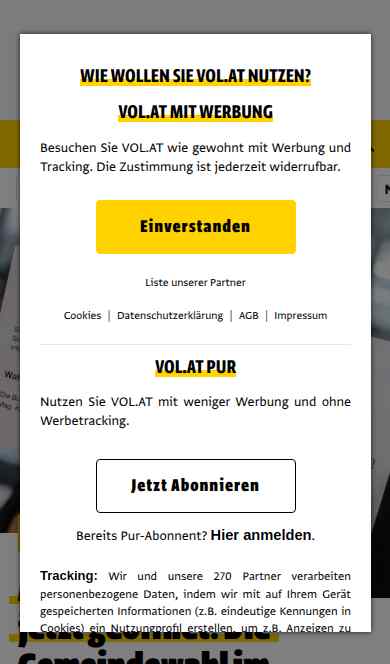 WIE WOLLEN SIE VOL.AT NUTZEN?
VOL.AT MIT WERBUNG
Besuchen Sie VOL.AT wie gewohnt mit Werbung und
Tracking. Die Zustimmung ist jederzeit widerrufbar.
Einverstanden
Liste unserer Partner
Cookies | Datenschutzerklärung | AGB | Impressum
VOL.AT PUR
Nutzen Sie VOL.AT mit weniger Werbung und ohne
Werbetracking.
Jetzt Abonnieren
Bereits Pur-Abonnent? Hier anmelden.
Tracking: Wir und unsere 270 Partner verarbeiten
personenbezogene Daten, indem wir mit auf Ihrem Gerät
gespeicherten Informationen (z.B. eindeutige Kennungen in
Cookies) ein Nutzungsprofil erstellen, um z.B. Anzeigen zu
jetzt geöffnet: Die
Gemeindewahl im